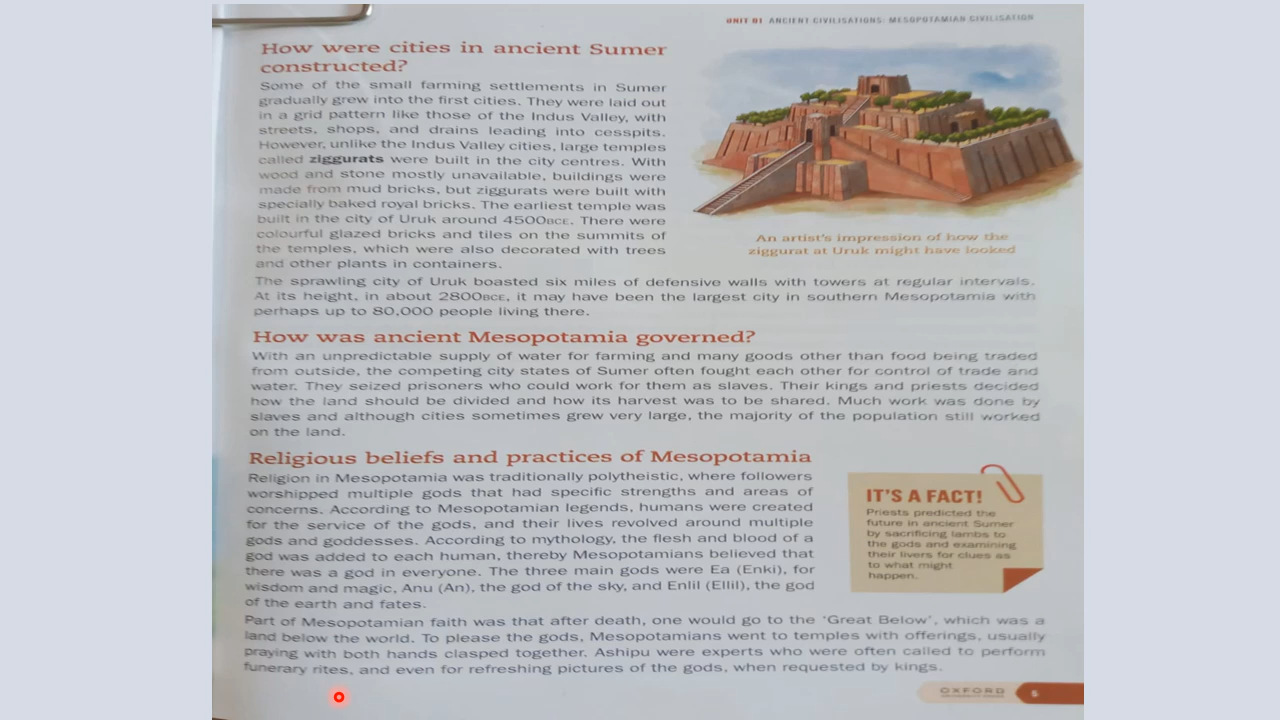 UNIT 01 ANCIENT CIVILISATIONS: MESOPOTAMIAN CIVILISATION
How were cities in ancient Sumer
constructed?
Some of the small farming settlements in Sumer
gradually grew into the first cities. They were laid out
in a grid pattern like those of the Indus Valley, with
streets, shops, and drains leading into cesspits.
However, unlike the Indus Valley cities, large temples
called ziggurats were built in the city centres. With
wood and stone mostly unavailable, buildings were
made from mud bricks, but ziggurats were built with
specially baked royal bricks. The earliest temple was
built in the city of Uruk around 4500BCE. There were
colourful glazed bricks and tiles on the summits of
the temples, which were also decorated with trees
and other plants in containers.
An artist's impression of how the
ziggurat at Uruk might have looked
The sprawling city of Uruk boasted six miles of defensive walls with towers at regular intervals.
At its height, in about 2800BCE, it may have been the largest city in southern Mesopotamia with
perhaps up to 80,000 people living there.
How was ancient Mesopotamia governed?
With an unpredictable supply of water for farming and many goods other than food being traded
from outside, the competing city states of Sumer often fought each other for control of trade and
water. They seized prisoners who could work for them as slaves. Their kings and priests decided
how the land should be divided and how its harvest was to be shared. Much work was done by
slaves and although cities sometimes grew very large, the majority of the population still worked
on the land.
Religious beliefs and practices of Mesopotamia
Religion in Mesopotamia was traditionally polytheistic, where followers
worshipped multiple gods that had specific strengths and areas of
concerns. According to Mesopotamian legends, humans were created
for the service of the gods, and their lives revolved around multiple
gods and goddesses. According to mythology, the flesh and blood of a
god was added to each human, thereby Mesopotamians believed that
there was a god in everyone. The three main gods were Ea (Enki), for
wisdom and magic, Anu (An), the god of the sky, and Enlil (Ellil), the god
of the earth and fates.
IT'S A FACT!
Priests predicted the
future in ancient Sumer
by sacrificing lambs to
the gods and examining
their livers for clues as
to what might
happen.
Part of Mesopotamian faith was that after death, one would go to the 'Great Below', which was a
land below the world. To please the gods, Mesopotamians went to temples with offerings, usually
praying with both hands clasped together. Ashipu were experts who were often called to perform
funerary rites, and even for refreshing pictures of the gods, when requested by kings.
OXFORD
5